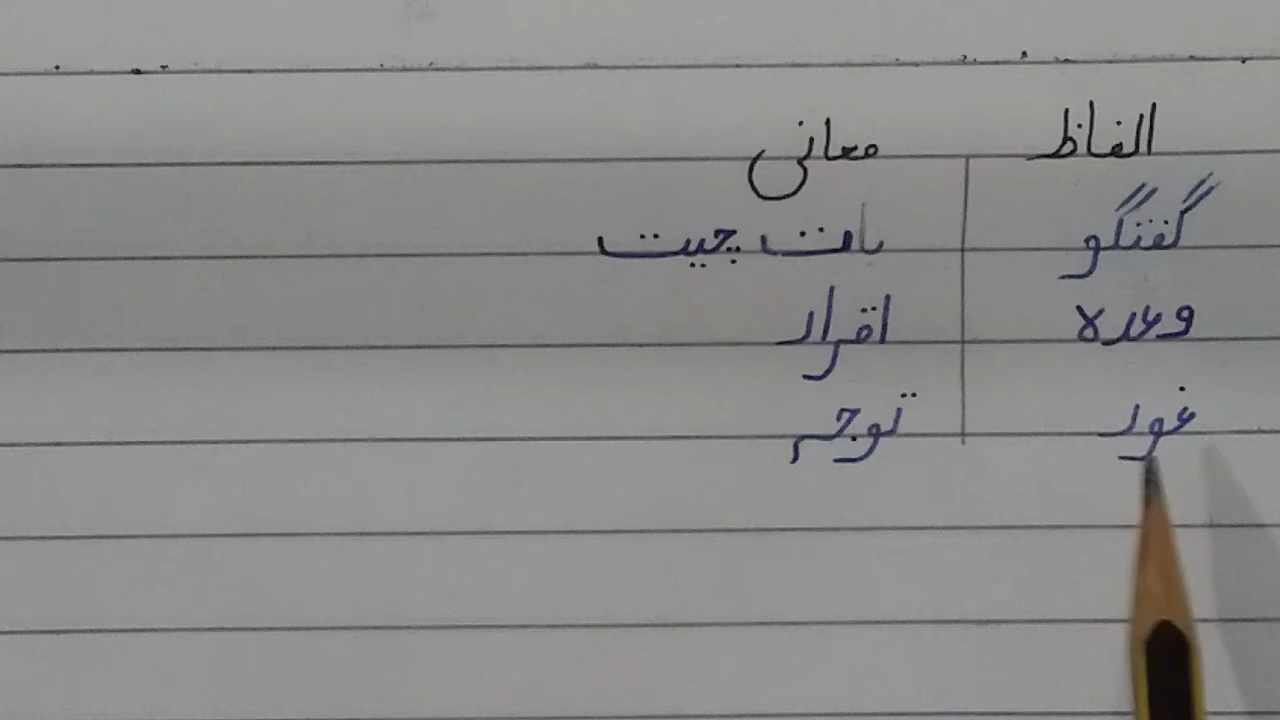 الفاظ معانی
گفتگو بات چیت
وعدہ اقرار
غور توجہ